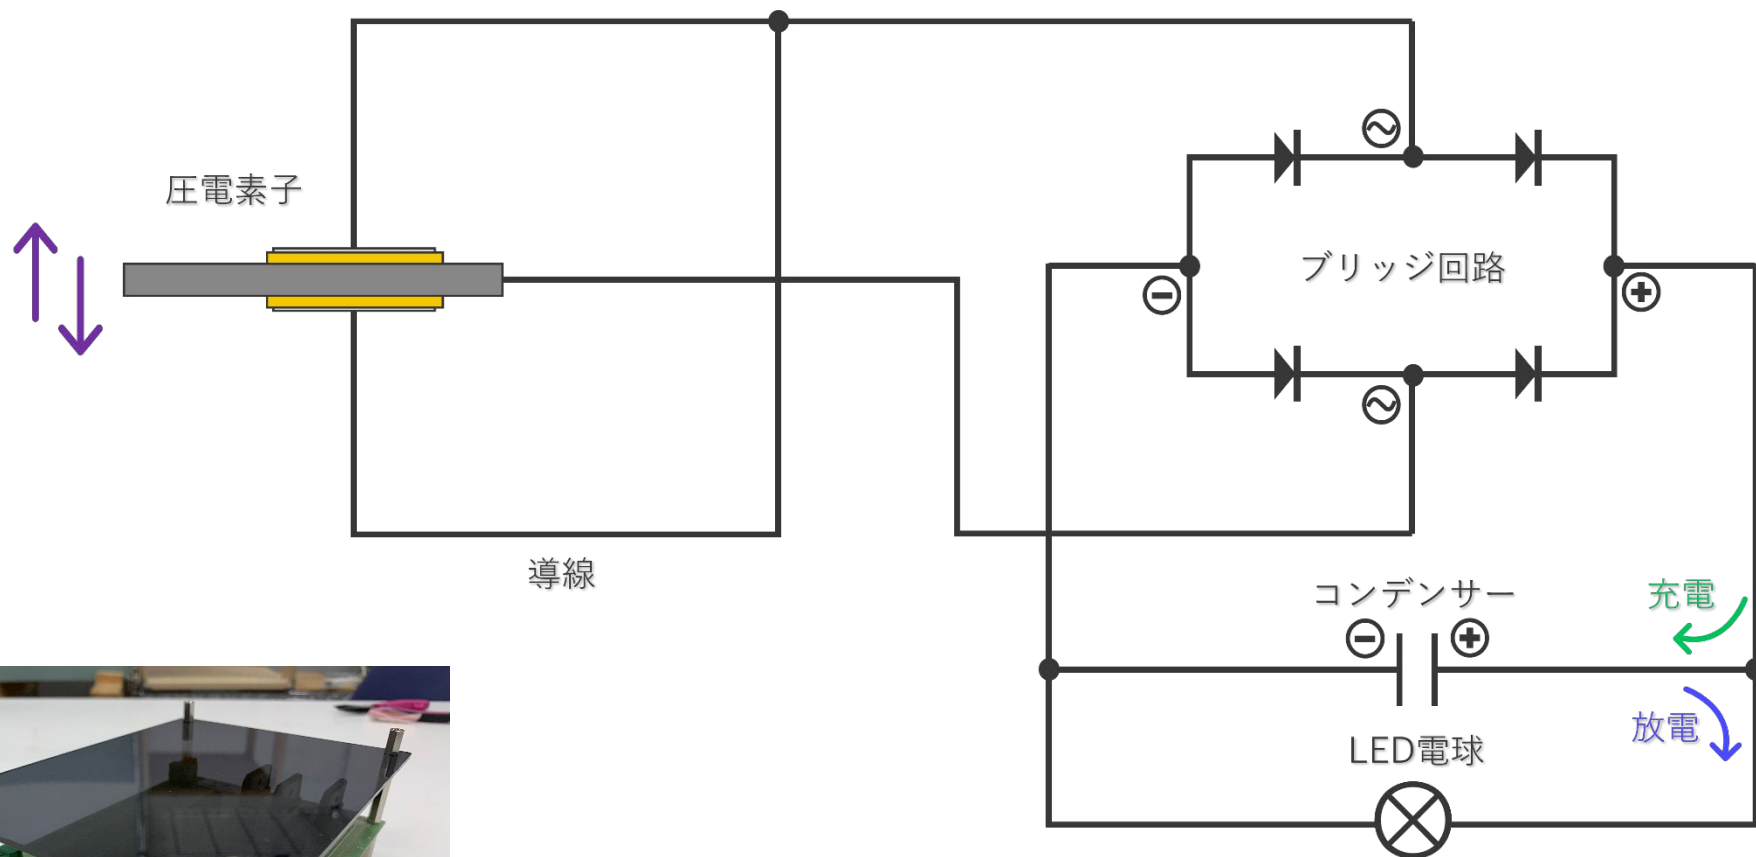 圧電素子
ブリッジ回路
導線
コンデンサー
充電
放電
LED電球